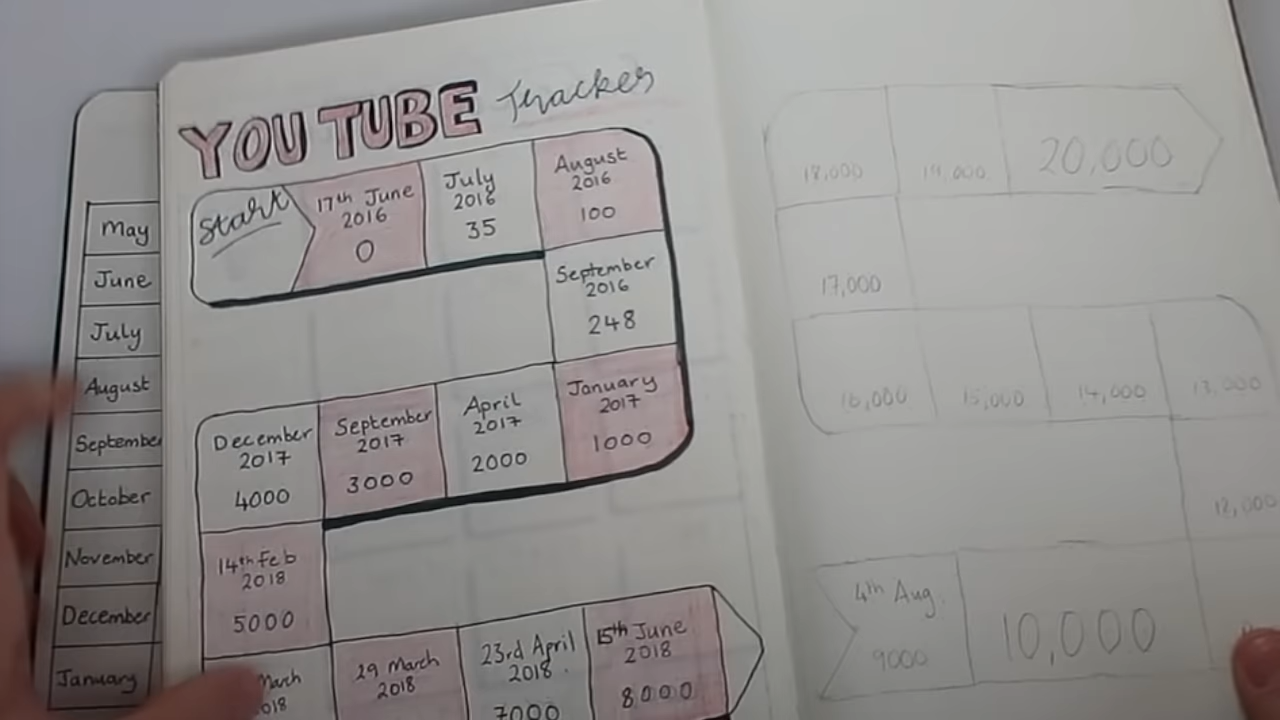 YOU TUBE Tracker
Start
17th June
2016
0
July
2016
35
August
2016
100
September
2016
248
January
2017
1000
April
2017
2000
September
2017
3000
December
2017
4000
14th Feb
2018
5000
March
2018
29 March
2018
23rd April
2018.
7000
15th June
2018
8000
May
June
July
August
September
October
November
December
January
18,000
19,000
20,000
17,000
16,000
15,000
14,000
13,000
12,000
4th Aug.
9000
10,000